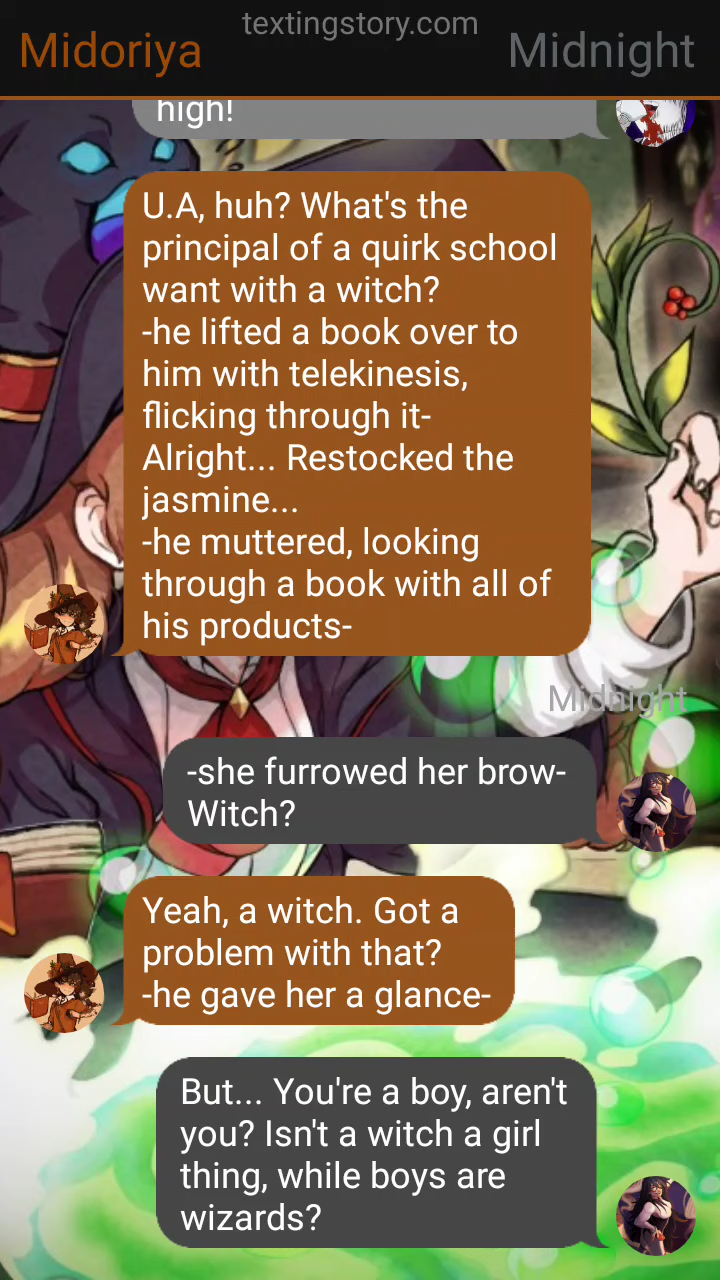 textingstory.com
Midoriya
Midnight
high!
U.A, huh? What's the
principal of a quirk school
want with a witch?
-he lifted a book over to
him with telekinesis,
flicking through it-
Alright... Restocked the
jasmine...
-he muttered, looking
through a book with all of
his products-
Midnight
-she furrowed her brow-
Witch?
Yeah, a witch. Got a
problem with that?
-he gave her a glance-
But... You're a boy, aren't
you? Isn't a witch a girl
thing, while boys are
wizards?